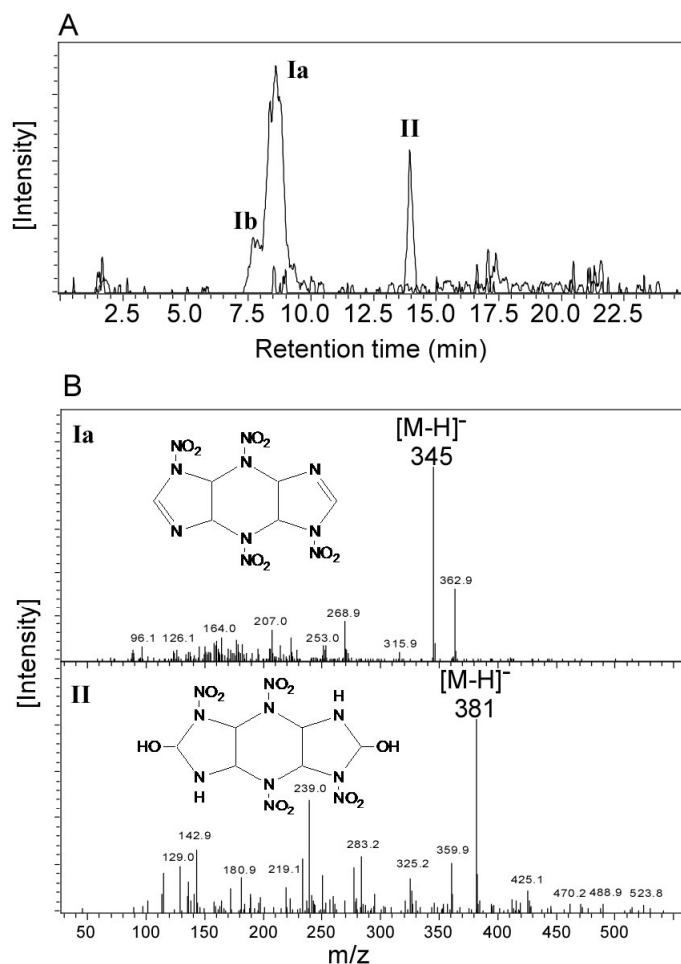 A
Ia
II
Ib
[Intensity]
2.5 5.0 7.5 10.0 12.5 15.0 17.5 20.0 22.5
Retention time (min)
B
Ia
[M-H]⁻
345
NO₂ NO₂
N N N
N N N
NO₂ NO₂
362.9
268.9
207.0
164.0
96.1 126.1 253.0 315.9
II
[M-H]⁻
381
NO₂ NO₂ H
N N N
HO OH
N N N
H NO₂ NO₂
239.0
142.9 283.2
129.0 359.9
180.9 325.2
219.1 425.1
470.2 488.9 523.8
[Intensity]
50 100 150 200 250 300 350 400 450 500
m/z